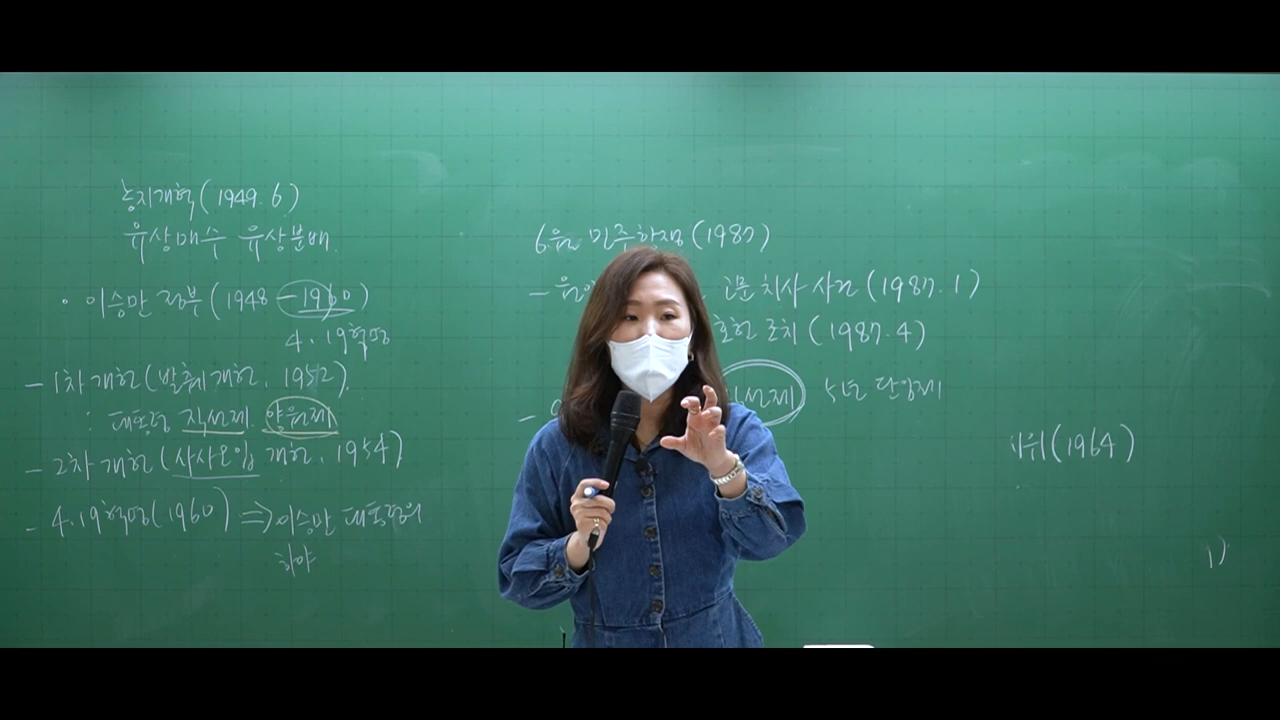 농지개혁(1949.6)
유상매수 유상분배.
· 이승만 정부(1948-1960)
4.19혁명
- 1차 개헌(발췌개헌, 1952).
: 대통령 직선제. 양원제
- 2차 개헌(사사오입 개헌, 1954)
- 4.19혁명(1960) ⇒ 이승만 대통령의
하야
6월 민주항쟁(1987)
- 고문치사 사건(1987.1)
호헌 조치(1987.4)
- 직선제 5년 단임제
시위(1964)